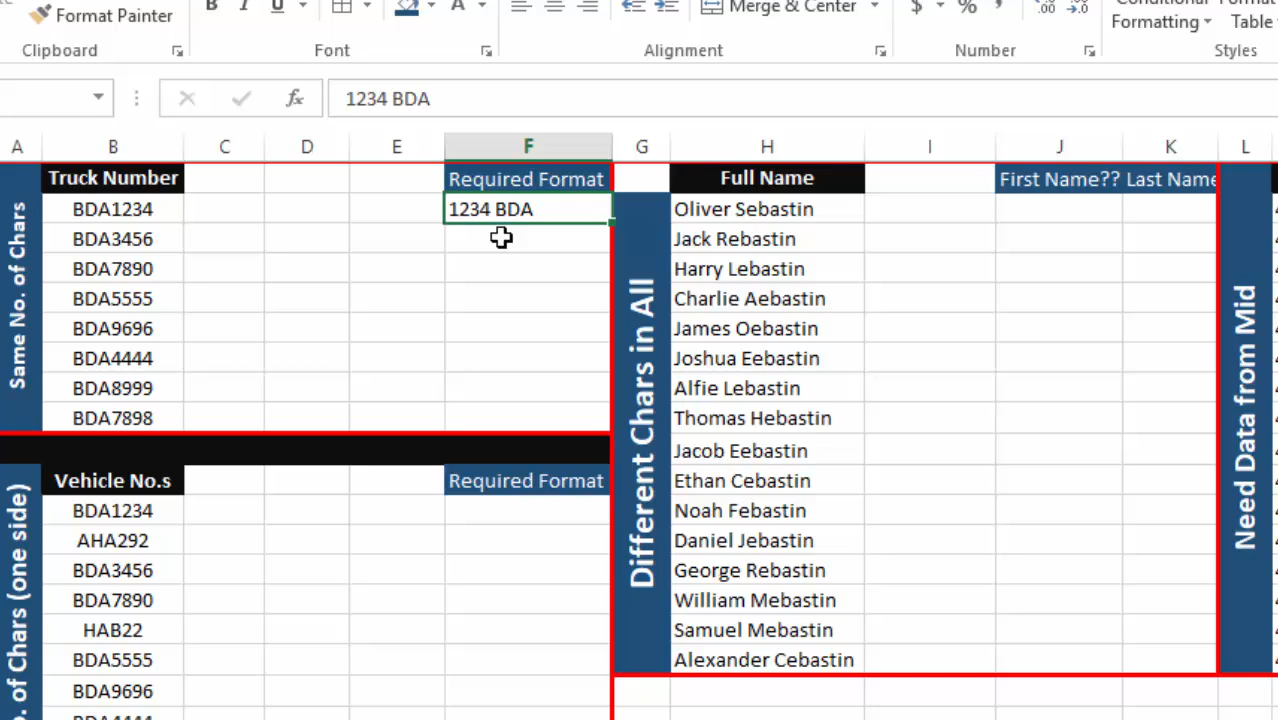 Format Painter
B I U A
Merge & Center
$ % ,
.00 .00
→.0
Conditional Format
Formatting Table
Clipboard Font Alignment Number Styles
fx 1234 BDA
A B C D E F G H I J K L
Truck Number Required Format Full Name First Name?? Last Name
Same No. of Chars
BDA1234 1234 BDA Oliver Sebastin
BDA3456 Jack Rebastin
BDA7890 Harry Lebastin
BDA5555 Charlie Aebastin
BDA9696 James Oebastin
BDA4444 Joshua Eebastin
BDA8999 Alfie Lebastin
BDA7898 Thomas Hebastin
Different Chars in All
Need Data from Mid
Jacob Eebastin
Vehicle No.s Required Format Ethan Cebastin
. of Chars (one side)
BDA1234 Noah Febastin
AHA292 Daniel Jebastin
BDA3456 George Rebastin
BDA7890 William Mebastin
HAB22 Samuel Mebastin
BDA5555 Alexander Cebastin
BDA9696
BDA4444